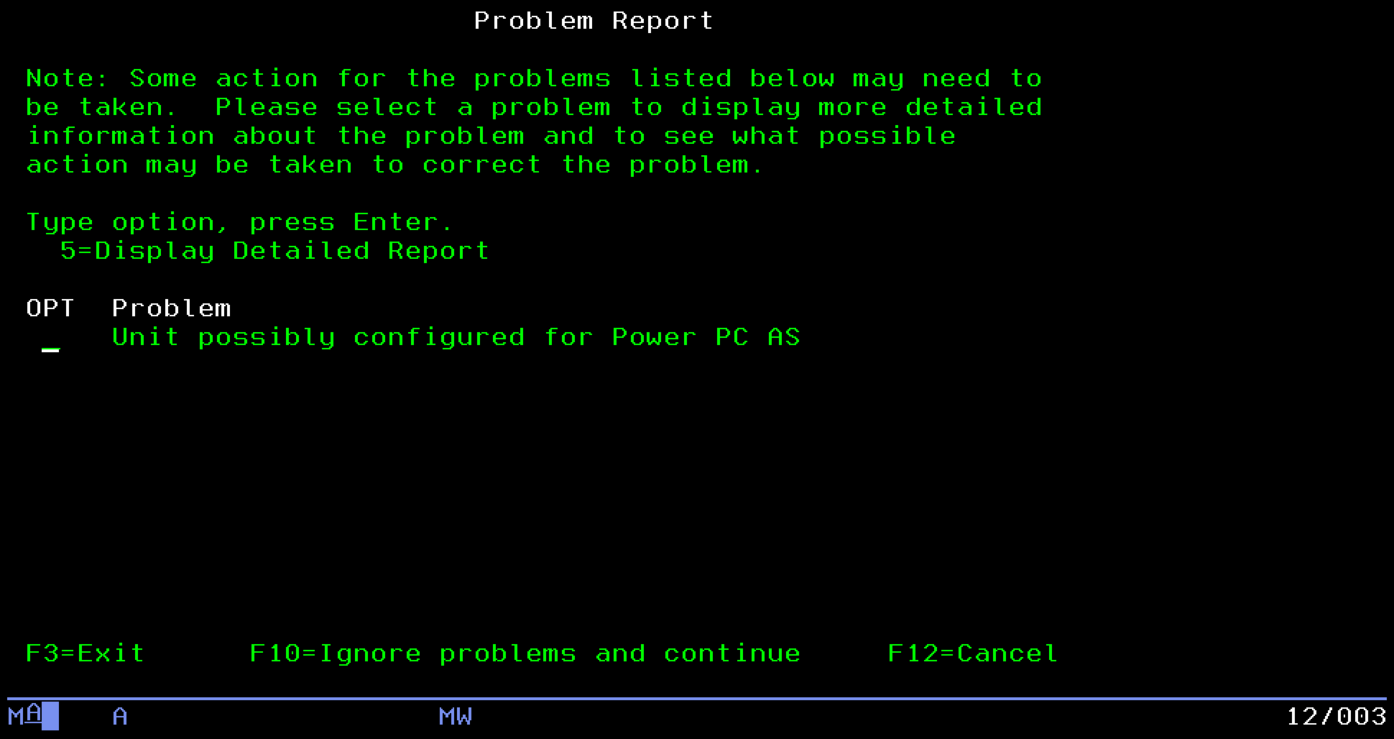 Problem Report
Note: Some action for the problems listed below may need to
be taken.  Please select a problem to display more detailed
information about the problem and to see what possible
action may be taken to correct the problem.
Type option, press Enter.
5=Display Detailed Report
OPT  Problem
Unit possibly configured for Power PC AS
F3=Exit      F10=Ignore problems and continue     F12=Cancel
MA     A     MW     12/003